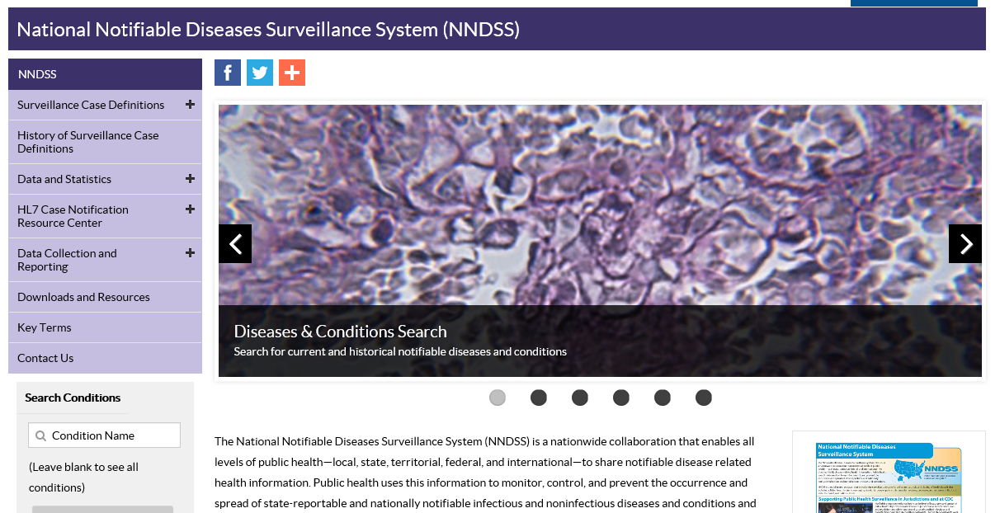 National Notifiable Diseases Surveillance System (NNDSS)
NNDSS
Surveillance Case Definitions
History of Surveillance Case
Definitions
Data and Statistics
HL7 Case Notification
Resource Center
Data Collection and
Reporting
Downloads and Resources
Key Terms
Contact Us
Search Conditions
Condition Name
(Leave blank to see all
conditions)
Diseases & Conditions Search
Search for current and historical notifiable diseases and conditions
The National Notifiable Diseases Surveillance System (NNDSS) is a nationwide collaboration that enables all
levels of public health—local, state, territorial, federal, and international—to share notifiable disease related
health information. Public health uses this information to monitor, control, and prevent the occurrence and
spread of state-reportable and nationally notifiable infectious and noninfectious diseases and conditions and
National Notifiable Diseases
Surveillance System
NNDSS
Supporting Public Health Surveillance in Jurisdictions and at CDC